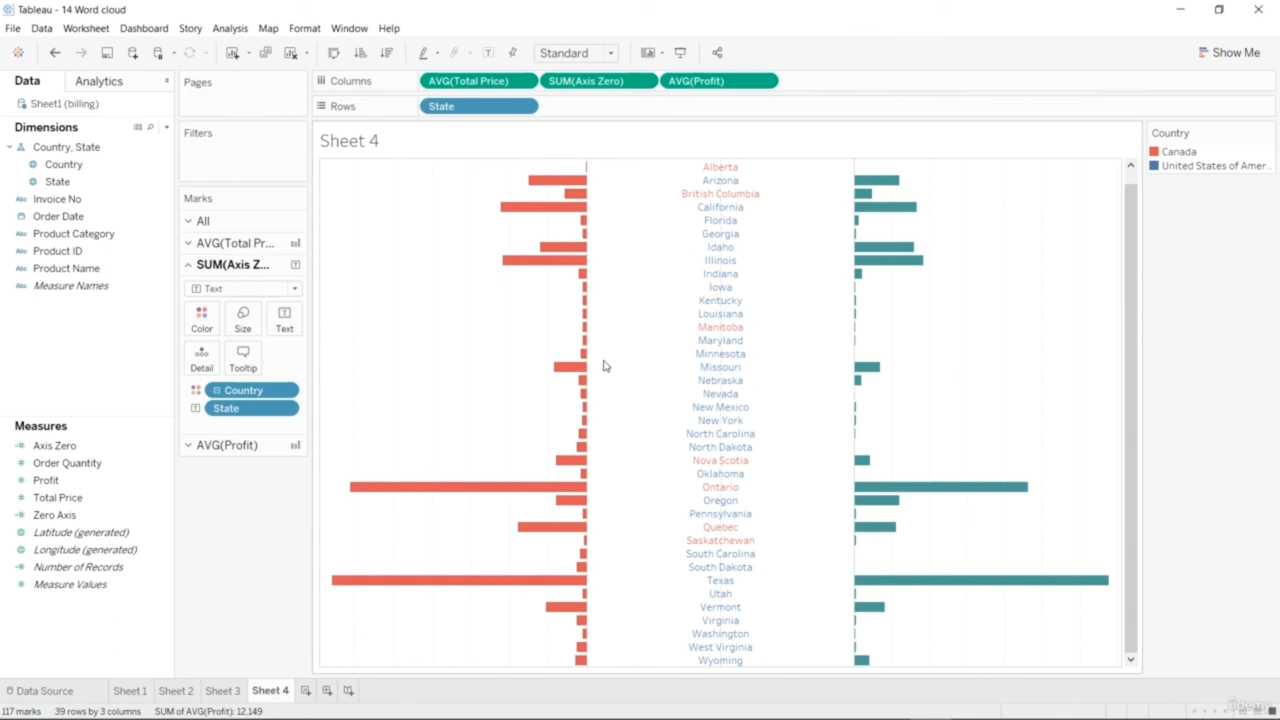 Tableau - 14 Word cloud
File Data Worksheet Dashboard Story Analysis Map Format Window Help
Standard
Show Me
Data Analytics
Sheet1 (billing)
Dimensions
Country, State
Country
State
Invoice No
Order Date
Product Category
Product ID
Product Name
Measure Names
Measures
Axis Zero
Order Quantity
Profit
Total Price
Zero Axis
Latitude (generated)
Longitude (generated)
Number of Records
Measure Values
Pages
Filters
Marks
All
AVG(Total Pr...
SUM(Axis Z...
Text
Color Size Text
Detail Tooltip
Country
State
AVG(Profit)
Columns AVG(Total Price) SUM(Axis Zero) AVG(Profit)
Rows State
Sheet 4
Alberta
Arizona
British Columbia
California
Florida
Georgia
Idaho
Illinois
Indiana
Iowa
Kentucky
Louisiana
Manitoba
Maryland
Minnesota
Missouri
Nebraska
Nevada
New Mexico
New York
North Carolina
North Dakota
Nova Scotia
Oklahoma
Ontario
Oregon
Pennsylvania
Quebec
Saskatchewan
South Carolina
South Dakota
Texas
Utah
Vermont
Virginia
Washington
West Virginia
Wyoming
Country
Canada
United States of Amer..
Data Source Sheet 1 Sheet 2 Sheet 3 Sheet 4
117 marks 39 rows by 3 columns SUM of AVG(Profit): 12,149
Udemy